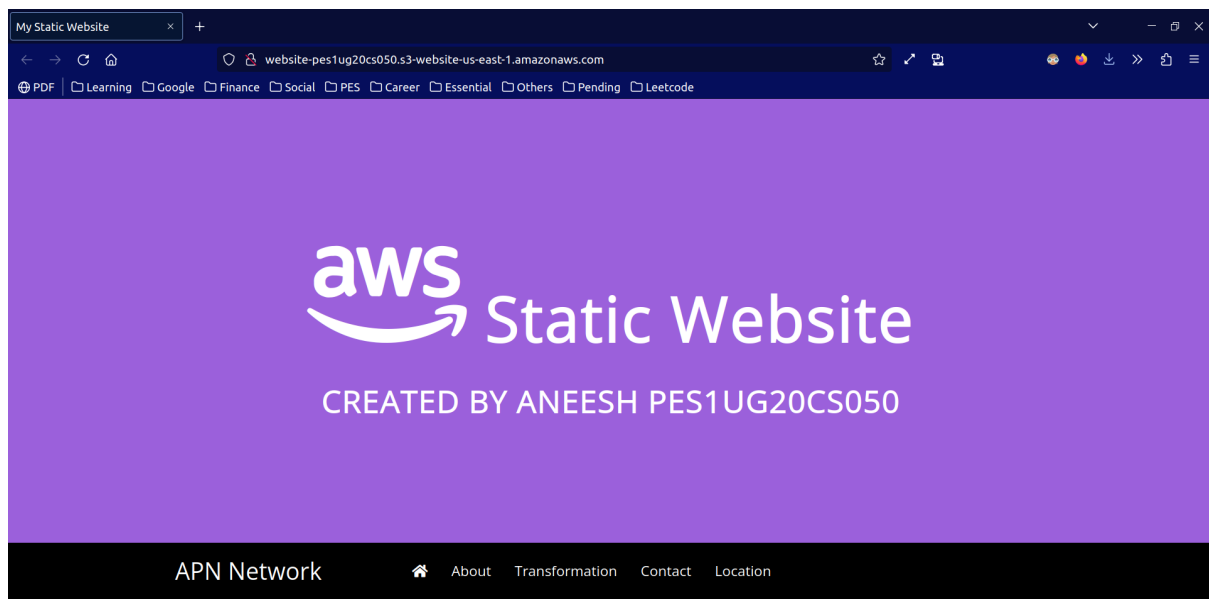 My Static Website
website-pes1ug20cs050.s3-website-us-east-1.amazonaws.com
PDF Learning Google Finance Social PES Career Essential Others Pending Leetcode
aws Static Website
CREATED BY ANEESH PES1UG20CS050
APN Network About Transformation Contact Location